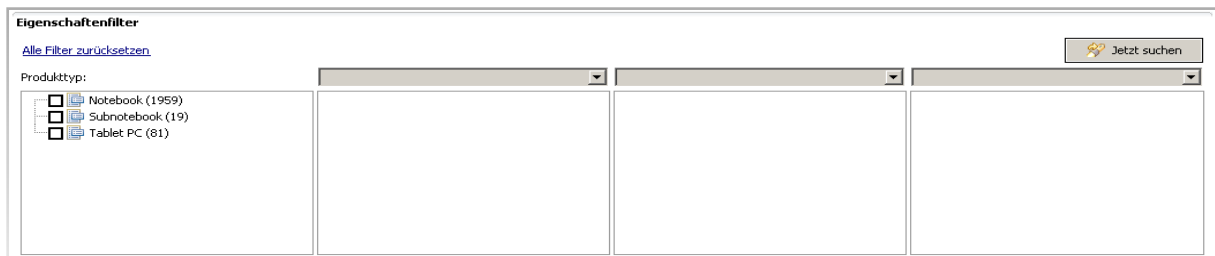 Eigenschaftenfilter
Alle Filter zurücksetzen
Jetzt suchen
Produkttyp:
Notebook (1959)
Subnotebook (19)
Tablet PC (81)